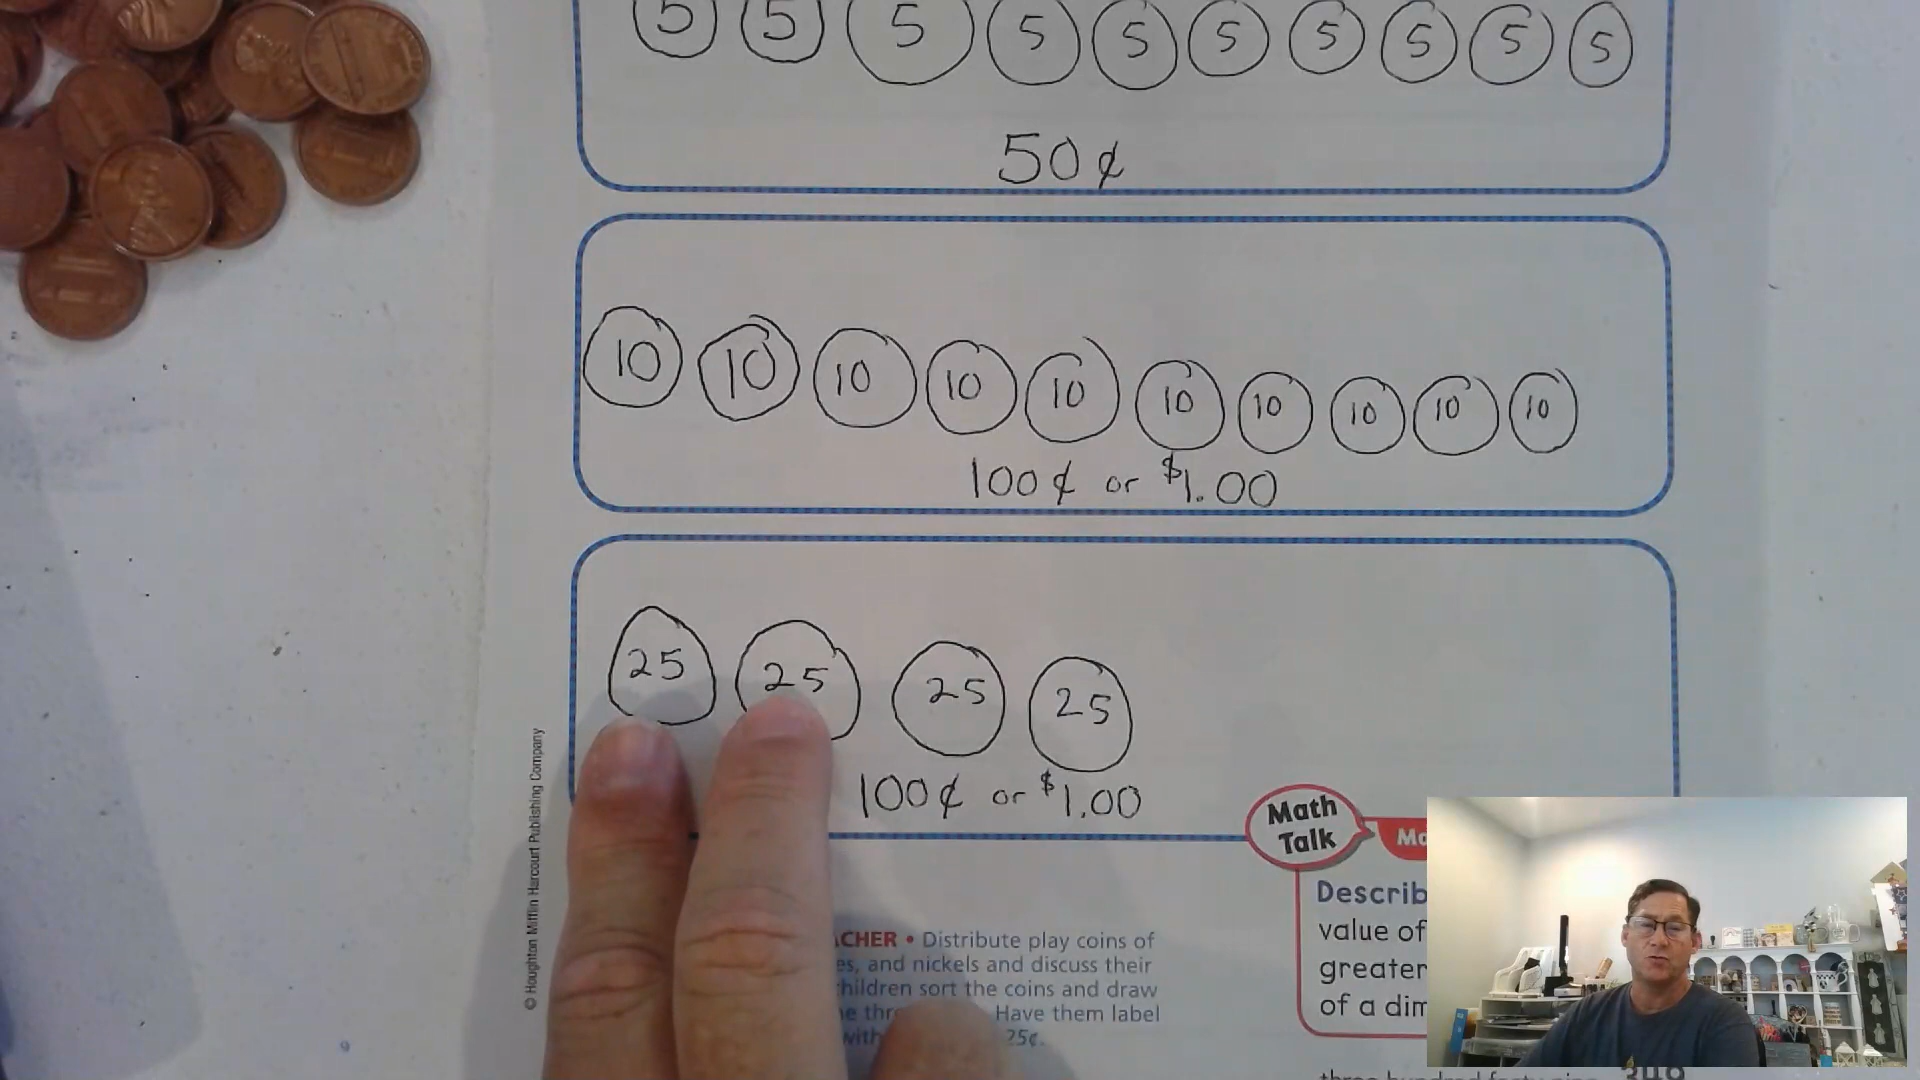 5 5 5 5 5 5 5 5 5 5
50¢
10 10 10 10 10 10 10 10 10 10
100¢ or $1.00
25 25 25 25
100¢ or $1.00
© Houghton Mifflin Harcourt Publishing Company
Math
Talk
Describ
value of
greater
of a dim
CHER • Distribute play coins of
es, and nickels and discuss their
hildren sort the coins and draw
Have them label
with 25¢.